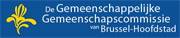 De Gemeenschappelijke
Gemeenschapscommissie
van Brussel-Hoofdstad